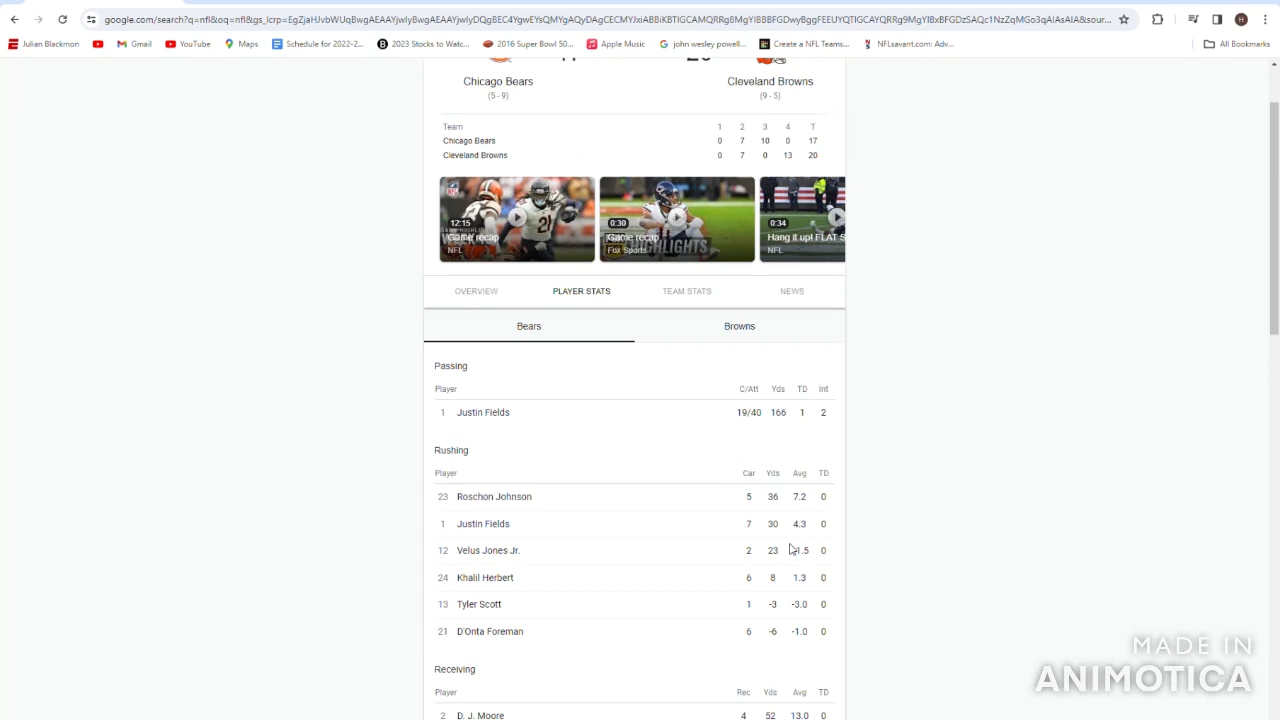 google.com/search?q=nfl&oq=nfl&gs_lcrp=EgZjaHJvbWUqBwgAEAAYjwIyBwgAEAAYjwIyDQgBEC4YgwEYsQMYgAQyDAgCECMYJxiABBiKBTIGCAMQRRg8MgYIBBBFGDwyBggFEEUYQTIGCAYQRRg9MgYIBxBFGDzSAQc1NzZqMGo3qAIAsAIA&sour...
H
Julian Blackmon
Gmail
YouTube
Maps
Schedule for 2022-2...
2023 Stocks to Watc...
2016 Super Bowl 50...
Apple Music
john wesley powell...
Create a NFL Teams...
NFLsavant.com: Adv...
All Bookmarks
Chicago Bears
Cleveland Browns
(5 - 9)
(9 - 5)
Team 1 2 3 4 T
Chicago Bears 0 7 10 0 17
Cleveland Browns 0 7 0 13 20
12:15
Game recap
NFL
0:30
Game recap
Fox Sports
HIGHLIGHTS
0:34
Hang it up! FLAT S
NFL
OVERVIEW PLAYER STATS TEAM STATS NEWS
Bears Browns
Passing
Player C/Att Yds TD Int
1 Justin Fields 19/40 166 1 2
Rushing
Player Car Yds Avg TD
23 Roschon Johnson 5 36 7.2 0
1 Justin Fields 7 30 4.3 0
12 Velus Jones Jr. 2 23 1.5 0
24 Khalil Herbert 6 8 1.3 0
13 Tyler Scott 1 -3 -3.0 0
21 D'Onta Foreman 6 -6 -1.0 0
Receiving
Player Rec Yds Avg TD
2 D. J. Moore 4 52 13.0 0
MADE IN
ANIMOTICA